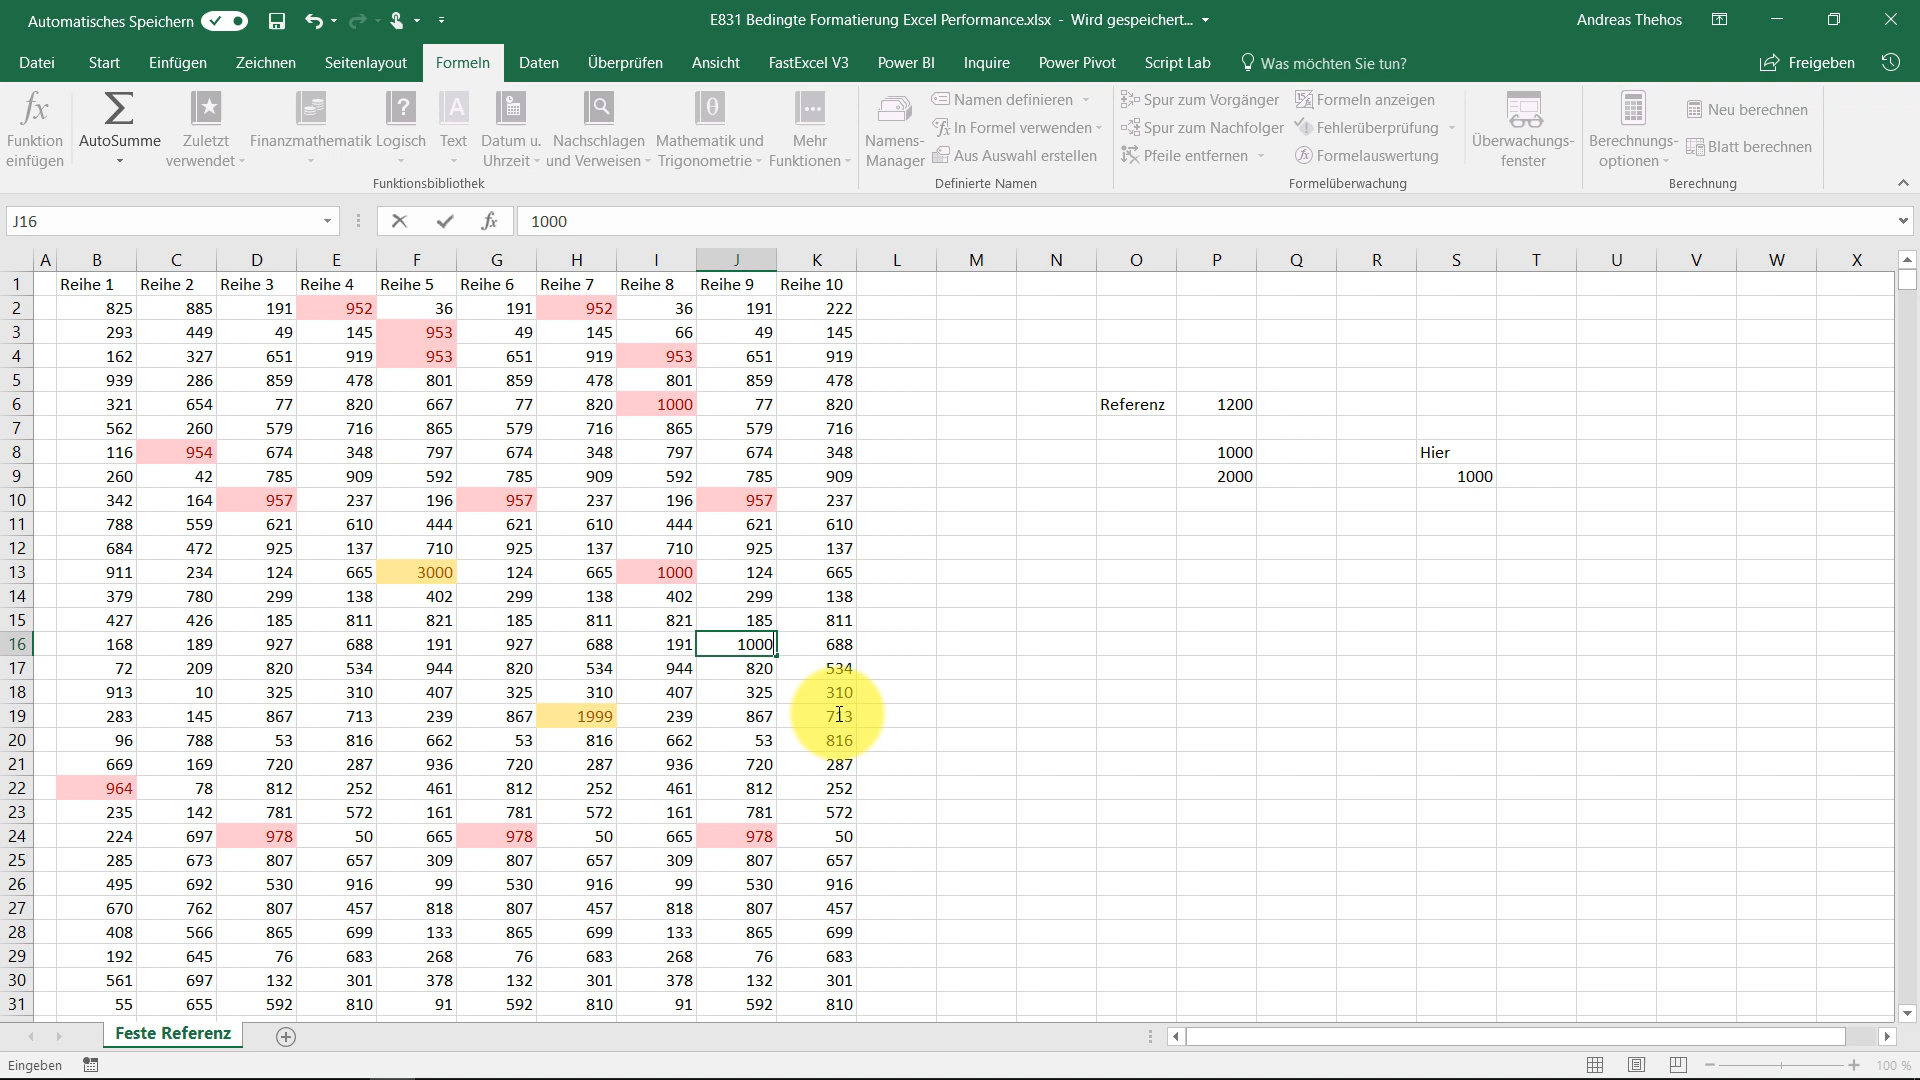 Automatisches Speichern
E831 Bedingte Formatierung Excel Performance.xlsx - Wird gespeichert...
Andreas Thehos
Datei Start Einfügen Zeichnen Seitenlayout Formeln Daten Überprüfen Ansicht FastExcel V3 Power BI Inquire Power Pivot Script Lab Was möchten Sie tun? Freigeben
Funktion einfügen
AutoSumme
Zuletzt verwendet
Finanzmathematik
Logisch
Text
Datum u. Uhrzeit
Nachschlagen und Verweisen
Mathematik und Trigonometrie
Mehr Funktionen
Funktionsbibliothek
Namens-Manager
Namen definieren
In Formel verwenden
Aus Auswahl erstellen
Definierte Namen
Spur zum Vorgänger
Spur zum Nachfolger
Pfeile entfernen
Formeln anzeigen
Fehlerüberprüfung
Formelauswertung
Formelüberwachung
Überwachungs-fenster
Berechnungs-optionen
Neu berechnen
Blatt berechnen
Berechnung
J16 fx 1000
A B C D E F G H I J K L M N O P Q R S T U V W X
1 Reihe 1 Reihe 2 Reihe 3 Reihe 4 Reihe 5 Reihe 6 Reihe 7 Reihe 8 Reihe 9 Reihe 10
2 825 885 191 952 36 191 952 36 191 222
3 293 449 49 145 953 49 145 66 49 145
4 162 327 651 919 953 651 919 953 651 919
5 939 286 859 478 801 859 478 801 859 478
6 321 654 77 820 667 77 820 1000 77 820 Referenz 1200
7 562 260 579 716 865 579 716 865 579 716
8 116 954 674 348 797 674 348 797 674 348 1000 Hier
9 260 42 785 909 592 785 909 592 785 909 2000 1000
10 342 164 957 237 196 957 237 196 957 237
11 788 559 621 610 444 621 610 444 621 610
12 684 472 925 137 710 925 137 710 925 137
13 911 234 124 665 3000 124 665 1000 124 665
14 379 780 299 138 402 299 138 402 299 138
15 427 426 185 811 821 185 811 821 185 811
16 168 189 927 688 191 927 688 191 1000 688
17 72 209 820 534 944 820 534 944 820 534
18 913 10 325 310 407 325 310 407 325 310
19 283 145 867 713 239 867 1999 239 867 713
20 96 788 53 816 662 53 816 662 53 816
21 669 169 720 287 936 720 287 936 720 287
22 964 78 812 252 461 812 252 461 812 252
23 235 142 781 572 161 781 572 161 781 572
24 224 697 978 50 665 978 50 665 978 50
25 285 673 807 657 309 807 657 309 807 657
26 495 692 530 916 99 530 916 99 530 916
27 670 762 807 457 818 807 457 818 807 457
28 408 566 865 699 133 865 699 133 865 699
29 192 645 76 683 268 76 683 268 76 683
30 561 697 132 301 378 132 301 378 132 301
31 55 655 592 810 91 592 810 91 592 810
Feste Referenz
Eingeben
100 %